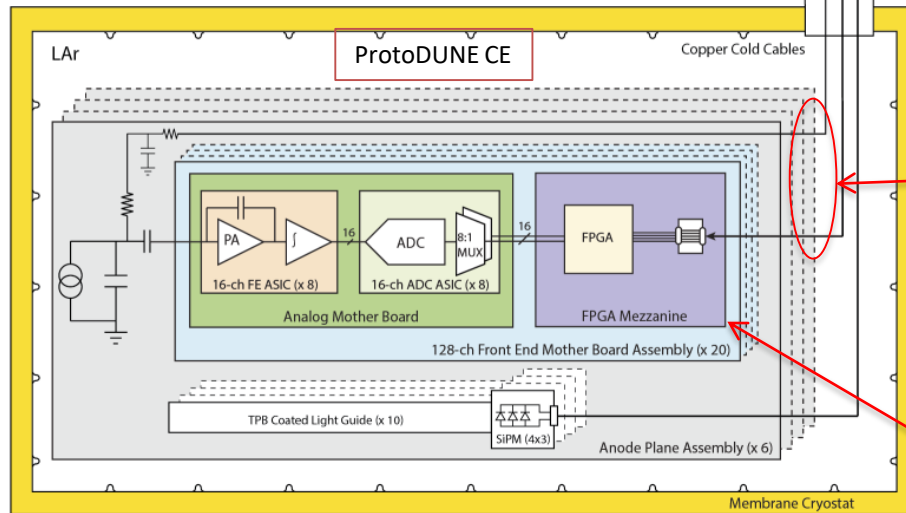 LAr
ProtoDUNE CE
Copper Cold Cables
PA
∫
16
ADC
8:1
MUX
16
FPGA
16-ch FE ASIC (x 8)
16-ch ADC ASIC (x 8)
Analog Mother Board
FPGA Mezzanine
128-ch Front End Mother Board Assembly (x 20)
TPB Coated Light Guide (x 10)
SiPM (4x3)
Anode Plane Assembly (x 6)
Membrane Cryostat